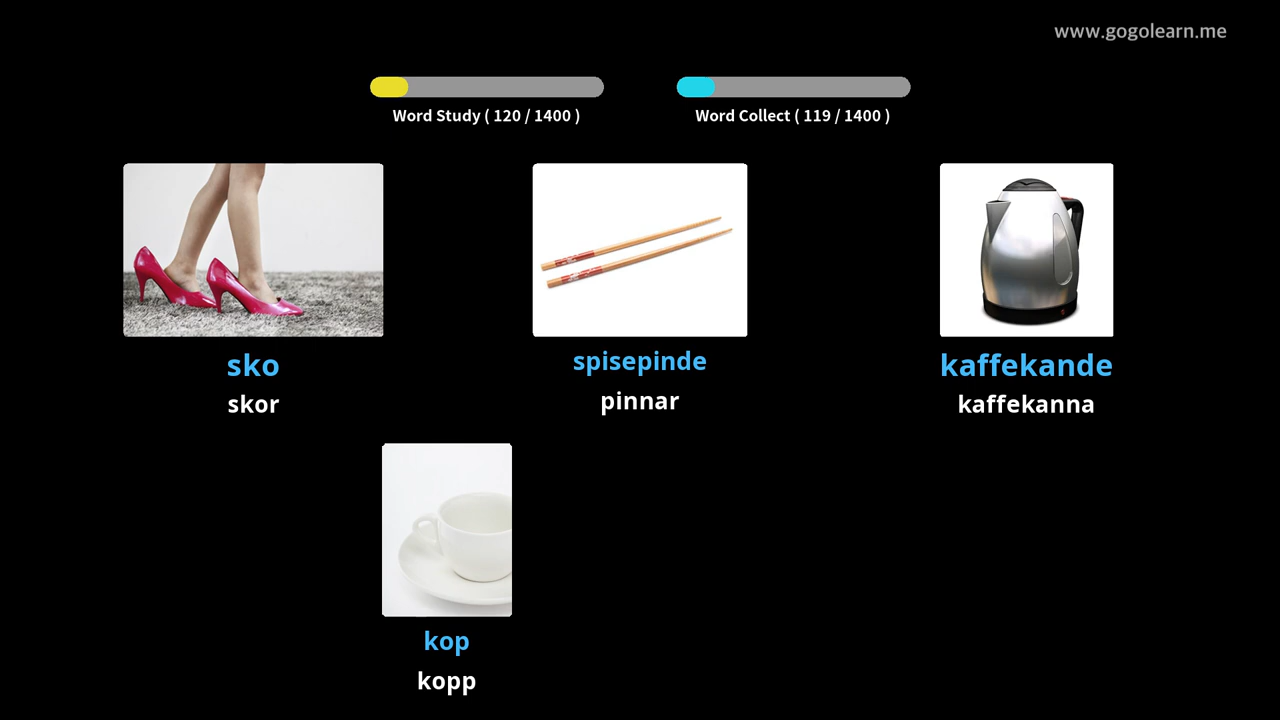 www.gogolearn.me
Word Study ( 120 / 1400 )
Word Collect ( 119 / 1400 )
sko
skor
spisepinde
pinnar
kaffekande
kaffekanna
kop
kopp